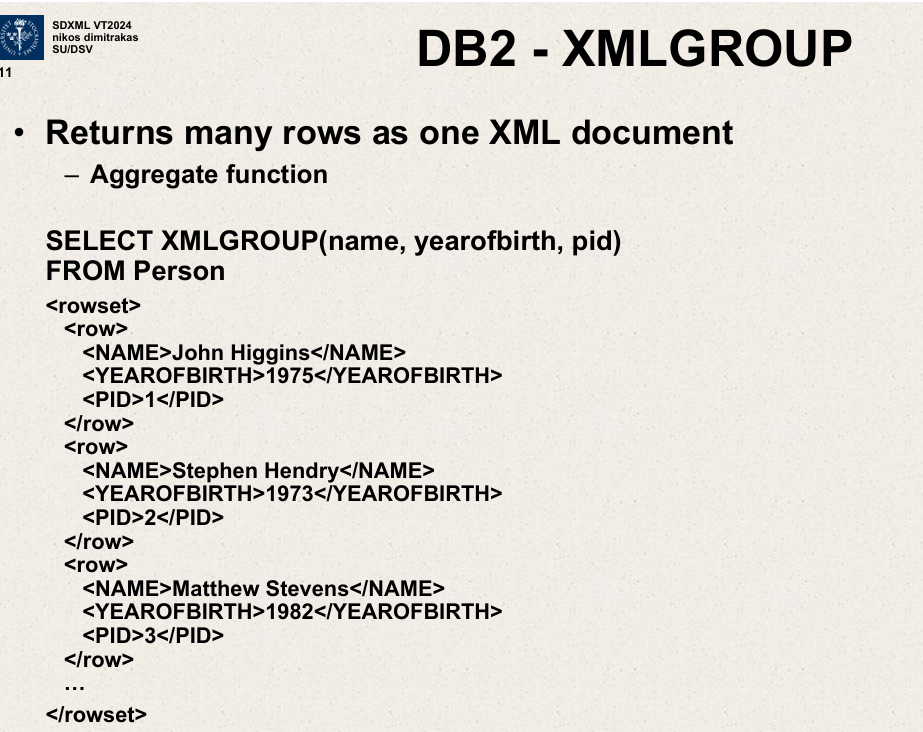 SDXML VT2024
nikos dimitrakas
SU/DSV
11
DB2 - XMLGROUP
• Returns many rows as one XML document
– Aggregate function
SELECT XMLGROUP(name, yearofbirth, pid)
FROM Person
<rowset>
<row>
<NAME>John Higgins</NAME>
<YEAROFBIRTH>1975</YEAROFBIRTH>
<PID>1</PID>
</row>
<row>
<NAME>Stephen Hendry</NAME>
<YEAROFBIRTH>1973</YEAROFBIRTH>
<PID>2</PID>
</row>
<row>
<NAME>Matthew Stevens</NAME>
<YEAROFBIRTH>1982</YEAROFBIRTH>
<PID>3</PID>
</row>
…
</rowset>